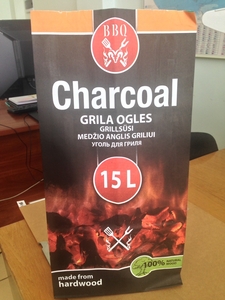 BBQ
Charcoal
GRILA OGLES
GRILLSÜSI
MEDŽIO ANGLIS GRILIUI
УГОЛЬ ДЛЯ ГРИЛЯ
15 L
100%
made from
hardwood